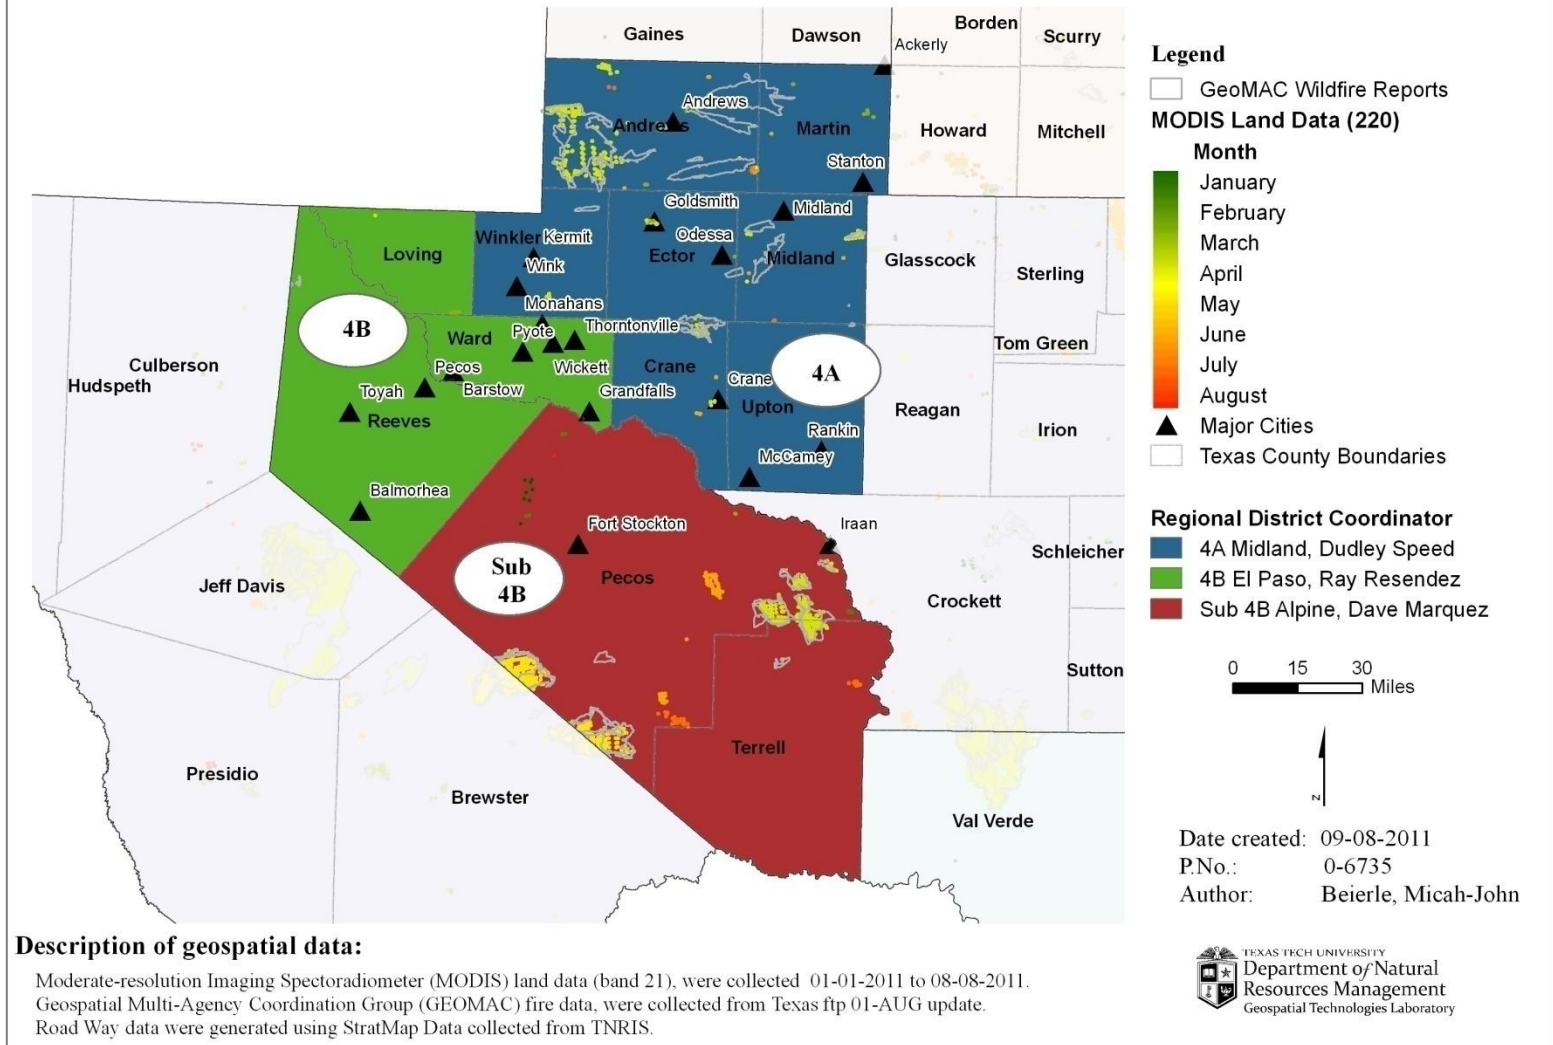 Gaines
Dawson
Borden
Scurry
Ackerly
Andrews
Andrews
Martin
Howard
Mitchell
Stanton
Goldsmith
Midland
Odessa
Winkler
Kermit
Loving
Ector
Midland
Wink
Glasscock
Sterling
Monahans
4B
Ward
Pyote
Thorntonville
Tom Green
Culberson
Hudspeth
Pecos
Wickett
Crane
Crane
4A
Toyah
Barstow
Grandfalls
Upton
Reagan
Reeves
Rankin
Irion
McCamey
Balmorhea
Fort Stockton
Iraan
Schleicher
Sub
4B
Pecos
Jeff Davis
Crockett
Sutton
Terrell
Presidio
Brewster
Val Verde
Legend
GeoMAC Wildfire Reports
MODIS Land Data (220)
Month
January
February
March
April
May
June
July
August
Major Cities
Texas County Boundaries
Regional District Coordinator
4A Midland, Dudley Speed
4B El Paso, Ray Resendez
Sub 4B Alpine, Dave Marquez
0 15 30
Miles
z
Date created: 09-08-2011
P.No.: 0-6735
Author: Beierle, Micah-John
Description of geospatial data:
Moderate-resolution Imaging Spectoradiometer (MODIS) land data (band 21), were collected 01-01-2011 to 08-08-2011.
Geospatial Multi-Agency Coordination Group (GEOMAC) fire data, were collected from Texas ftp 01-AUG update.
Road Way data were generated using StratMap Data collected from TNRIS.
TEXAS TECH UNIVERSITY
Department of Natural
Resources Management
Geospatial Technologies Laboratory